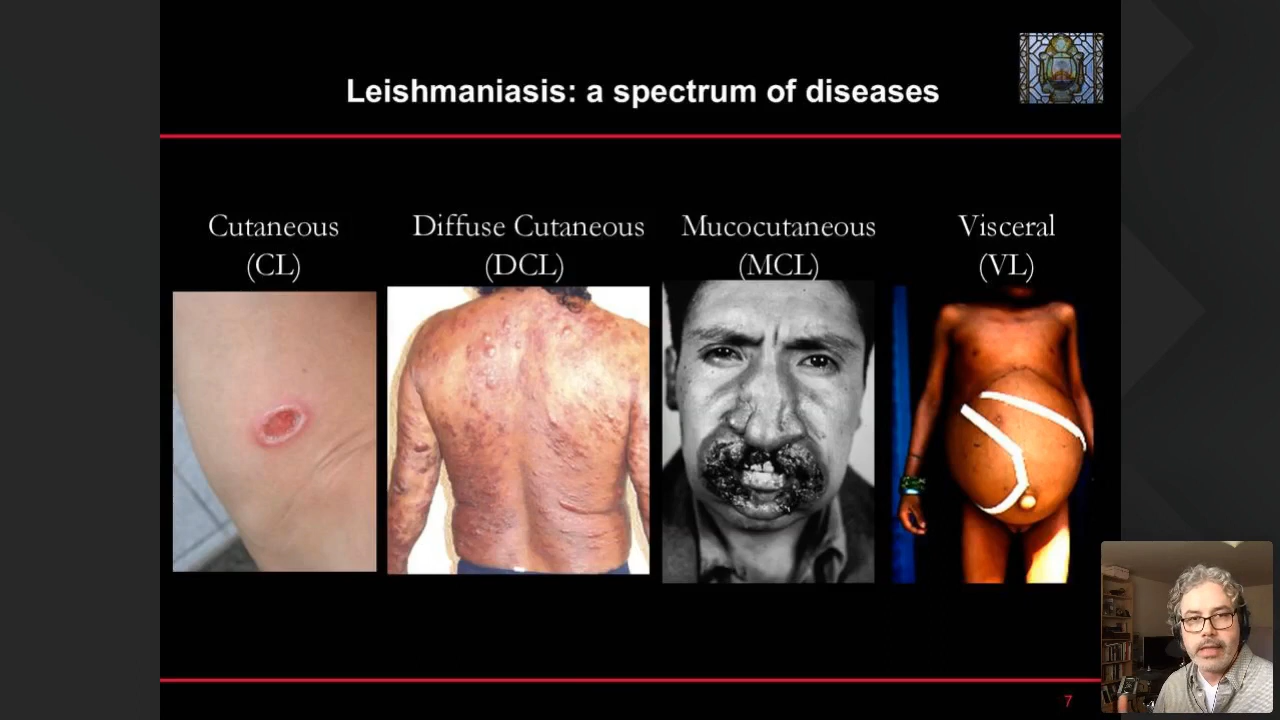 Leishmaniasis: a spectrum of diseases
Cutaneous
(CL)
Diffuse Cutaneous
(DCL)
Mucocutaneous
(MCL)
Visceral
(VL)
7